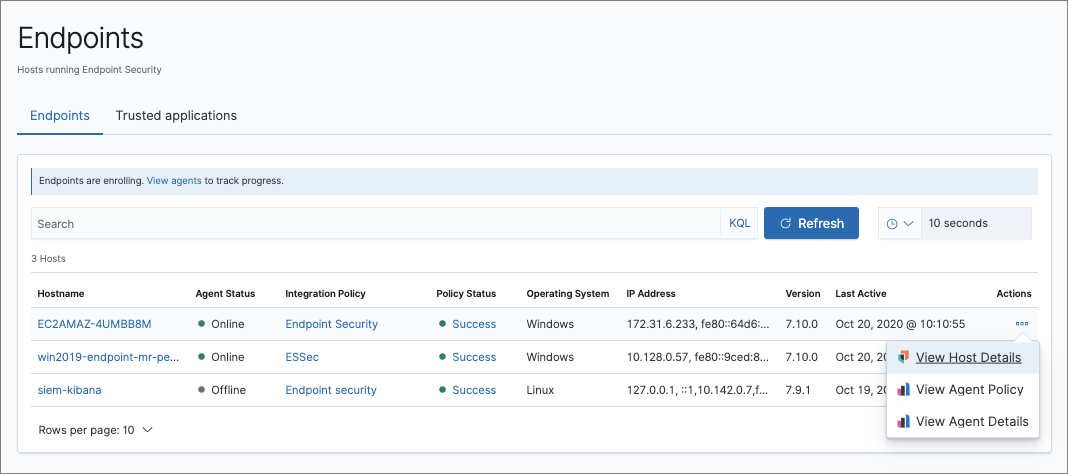 Endpoints
Hosts running Endpoint Security
Endpoints Trusted applications
Endpoints are enrolling. View agents to track progress.
Search KQL Refresh 10 seconds
3 Hosts
Hostname Agent Status Integration Policy Policy Status Operating System IP Address Version Last Active Actions
EC2AMAZ-4UMBB8M Online Endpoint Security Success Windows 172.31.6.233, fe80::64d6:... 7.10.0 Oct 20, 2020 @ 10:10:55
win2019-endpoint-mr-pe... Online ESSec Success Windows 10.128.0.57, fe80::9ced:8... 7.10.0 Oct 20, 20
View Host Details
siem-kibana Offline Endpoint security Success Linux 127.0.0.1, ::1,10.142.0.7,f... 7.9.1 Oct 19, 20
View Agent Policy
View Agent Details
Rows per page: 10